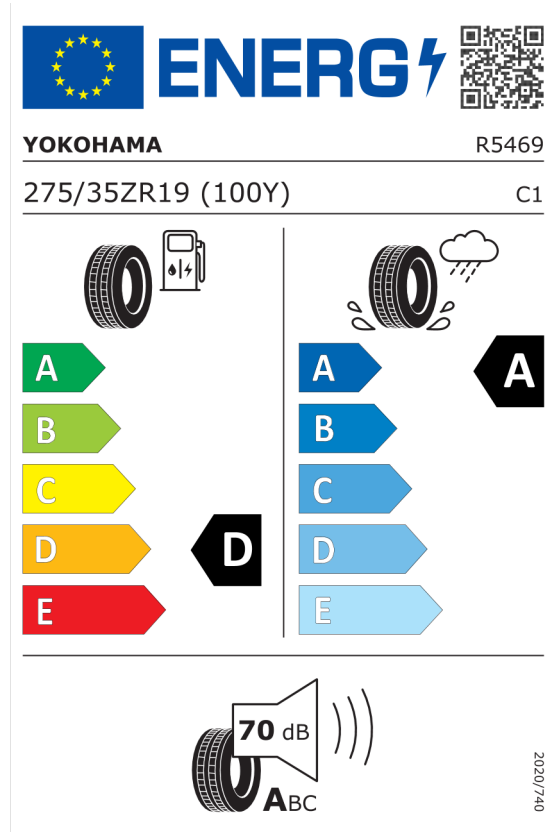 ENERG
YOKOHAMA R5469
275/35ZR19 (100Y) C1
A A A
B B
C C
D D D
E E
70 dB
ABC
2020/740